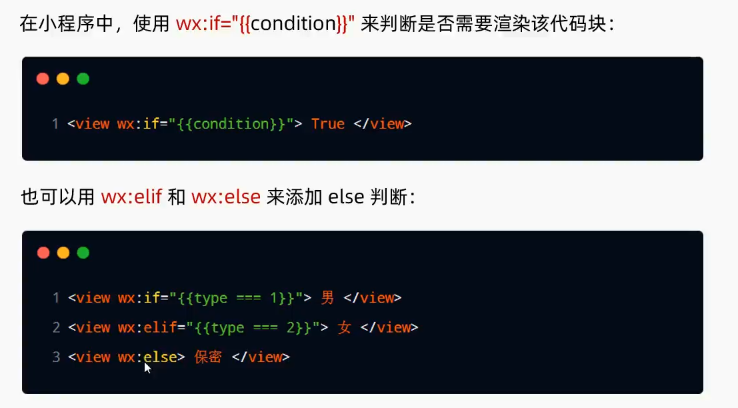 在小程序中，使用 wx:if="{{condition}}" 来判断是否需要渲染该代码块：
1 <view wx:if="{{condition}}"> True </view>
也可以用 wx:elif 和 wx:else 来添加 else 判断：
1 <view wx:if="{{type === 1}}"> 男 </view>
2 <view wx:elif="{{type === 2}}"> 女 </view>
3 <view wx:else> 保密 </view>